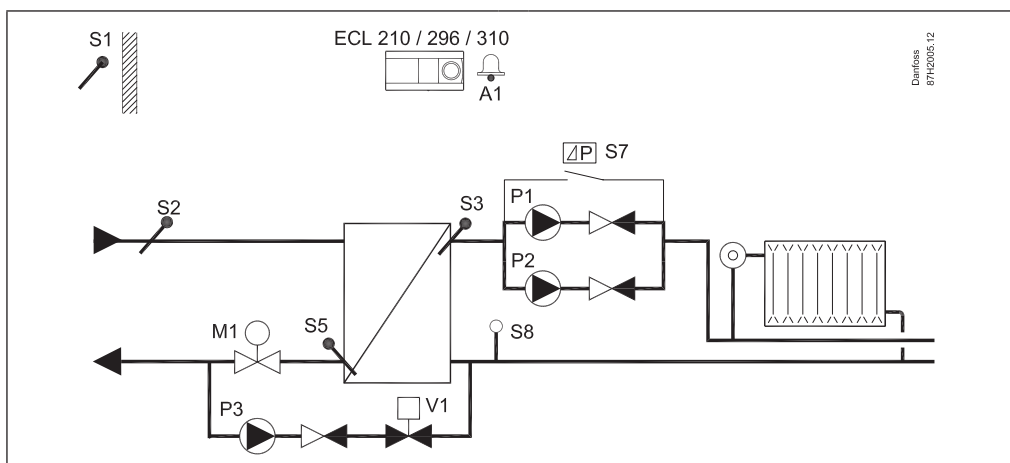 S1
ECL 210 / 296 / 310
A1
Danfoss
87H2005.12
⊿P S7
S2
S3
P1
P2
M1
S5
S8
P3
V1